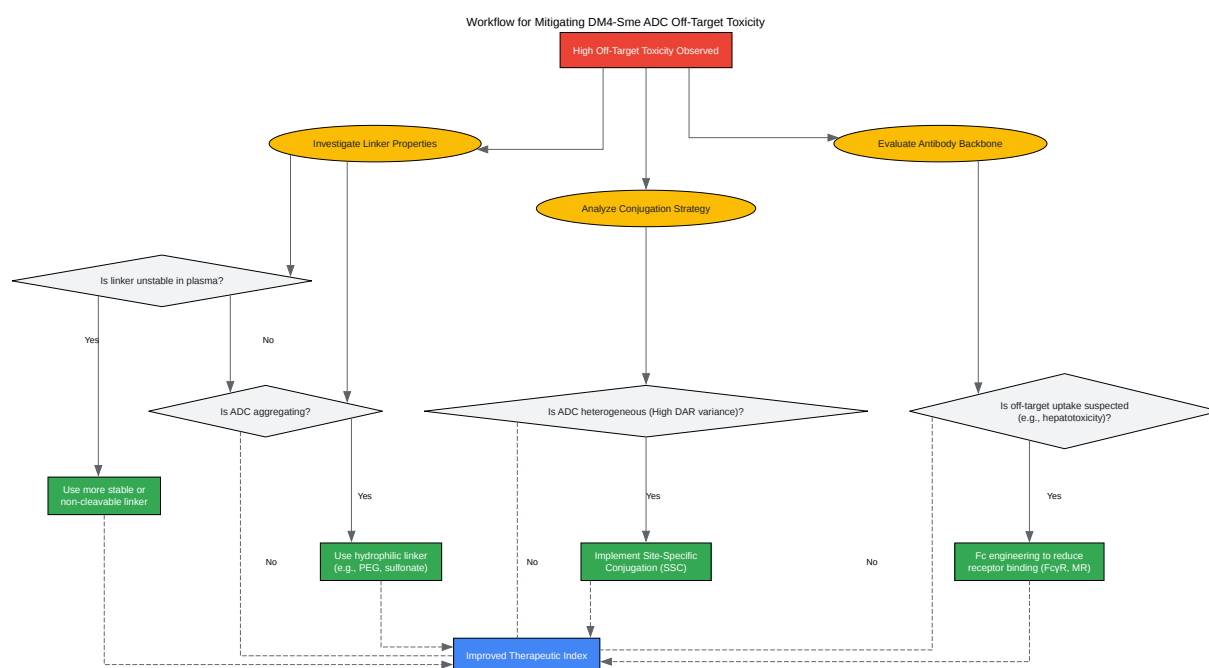 Workflow for Mitigating DM4-Sme ADC Off-Target Toxicity
High Off-Target Toxicity Observed
Investigate Linker Properties
Evaluate Antibody Backbone
Analyze Conjugation Strategy
Is linker unstable in plasma?
Yes
No
Is ADC aggregating?
Is ADC heterogeneous (High DAR variance)?
Is off-target uptake suspected
(e.g., hepatotoxicity)?
Use more stable or
non-cleavable linker
Yes
Yes
Yes
No
Use hydrophilic linker
(e.g., PEG, sulfonate)
No
Implement Site-Specific
Conjugation (SSC)
No
Fc engineering to reduce
receptor binding (FcγR, MR)
Improved Therapeutic Index